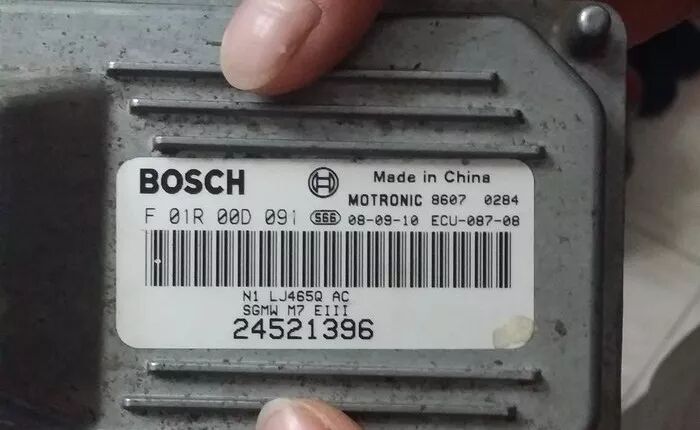 BOSCH Made in China
MOTRONIC 8607 0284
F 01R 00D 091 566 08-09-10 ECU-087-08
N1 LJ465Q AC
SGMW M7 EIII
24521396